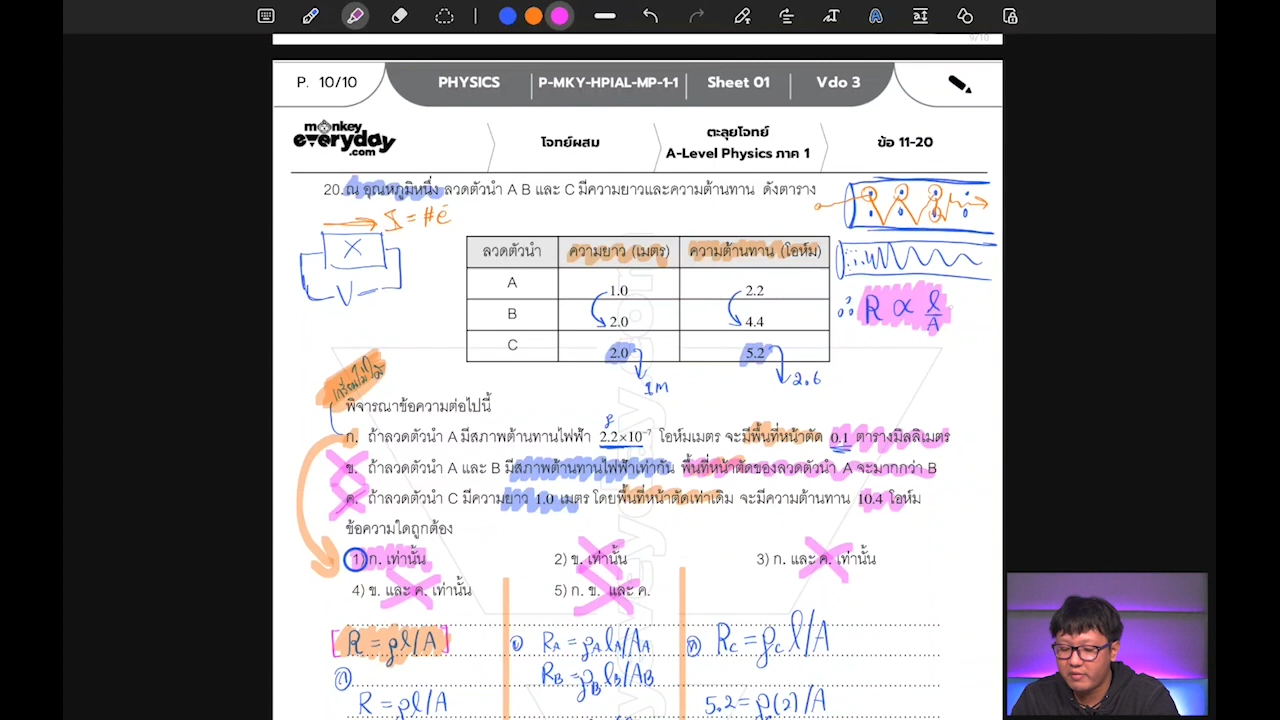 9/10
P. 10/10 PHYSICS P-MKY-HPIAL-MP-1-1 Sheet 01 Vdo 3
monkey everyday .com โจทย์ผสม ตะลุยโจทย์ A-Level Physics ภาค 1 ข้อ 11-20
20. ณ อุณหภูมิหนึ่ง ลวดตัวนำ A B และ C มีความยาวและความต้านทาน ดังตาราง
I = #e⁻
X
V
ลวดตัวนำ ความยาว (เมตร) ความต้านทาน (โอห์ม)
A 1.0 2.2
B 2.0 4.4
C 2.0 5.2
∴ R ∝ l/A
1m 2.6
พิจารณาข้อความต่อไปนี้
ρ
ก. ถ้าลวดตัวนำ A มีสภาพต้านทานไฟฟ้า 2.2×10⁻⁷ โอห์มเมตร จะมีพื้นที่หน้าตัด 0.1 ตารางมิลลิเมตร
ข. ถ้าลวดตัวนำ A และ B มีสภาพต้านทานไฟฟ้าเท่ากัน พื้นที่หน้าตัดของลวดตัวนำ A จะมากกว่า B
ค. ถ้าลวดตัวนำ C มีความยาว 1.0 เมตร โดยพื้นที่หน้าตัดเท่าเดิม จะมีความต้านทาน 10.4 โอห์ม
ข้อความใดถูกต้อง
1) ก. เท่านั้น 2) ข. เท่านั้น 3) ก. และ ค. เท่านั้น
4) ข. และ ค. เท่านั้น 5) ก. ข. และ ค.
R = ρl/A R_A = ρ_A l_A/A_A R_C = ρ_C l/A
R_B = ρ_B l_B/A_B
R = ρl/A 5.2 = ρ(2)/A